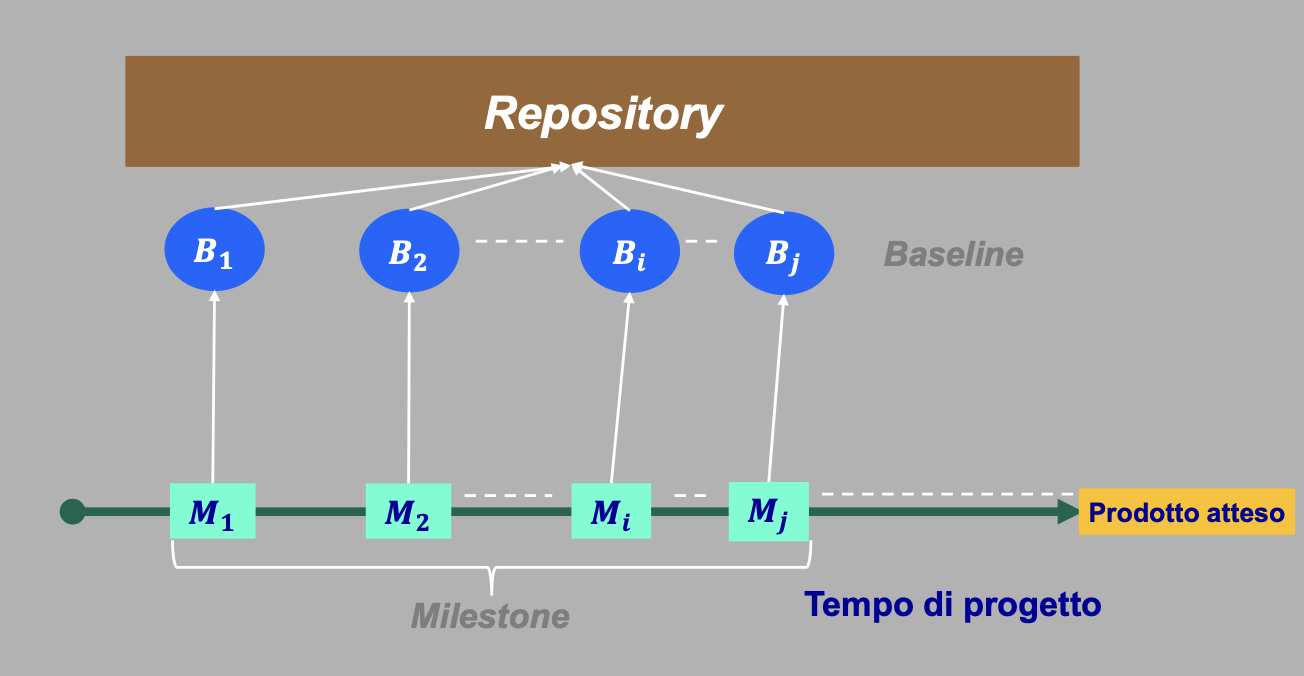 Repository
B₁ B₂ Bᵢ Bⱼ Baseline
M₁ M₂ Mᵢ Mⱼ Prodotto atteso
Milestone Tempo di progetto